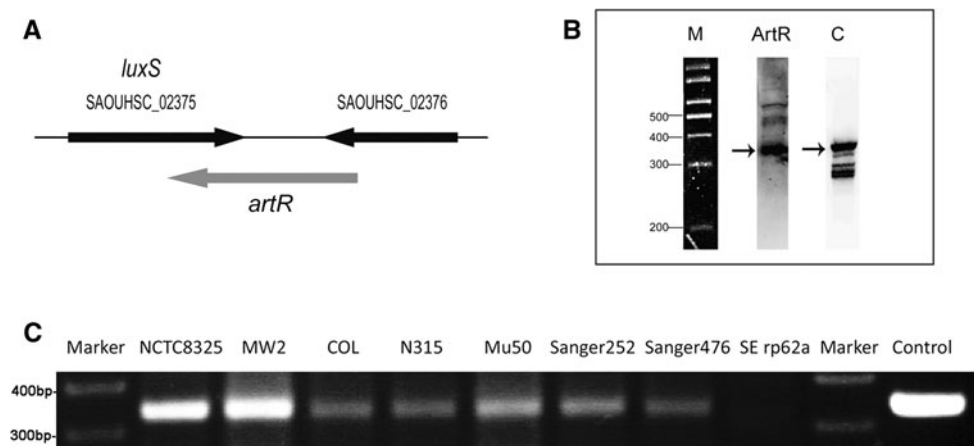 A
luxS
SAOUHSC_02375
SAOUHSC_02376
artR
B
M ArtR C
500
400
300
200
C
Marker NCTC8325 MW2 COL N315 Mu50 Sanger252 Sanger476 SE rp62a Marker Control
400bp-
300bp-